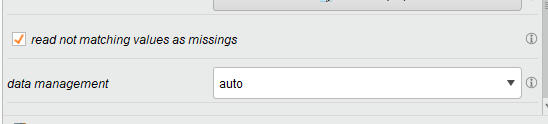 read not matching values as missings
data management
auto